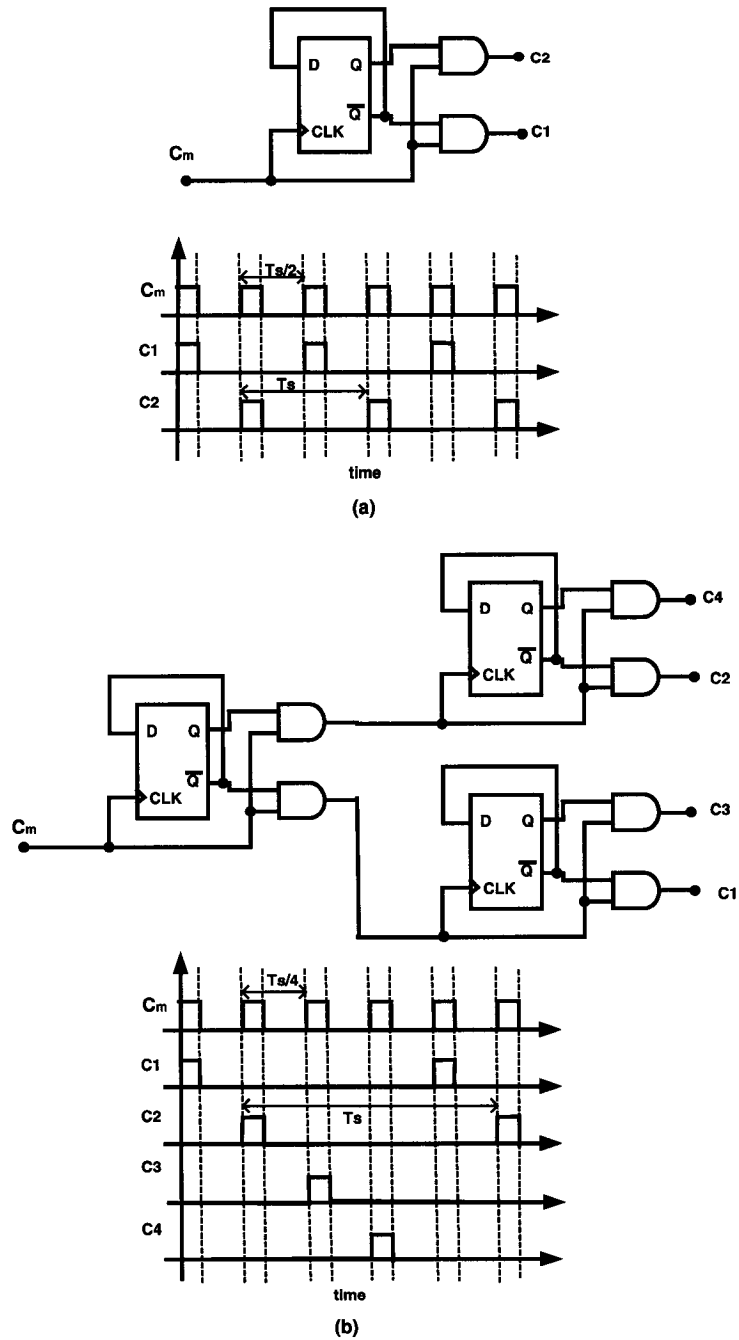 D Q C2
Q
CLK C1
Cm
Ts/2
Cm
C1
Ts
C2
time
(a)
D Q C4
Q
CLK C2
D Q
Q
CLK
Cm
D Q C3
Q
CLK C1
Ts/4
Cm
C1
C2
Ts
C3
C4
time
(b)